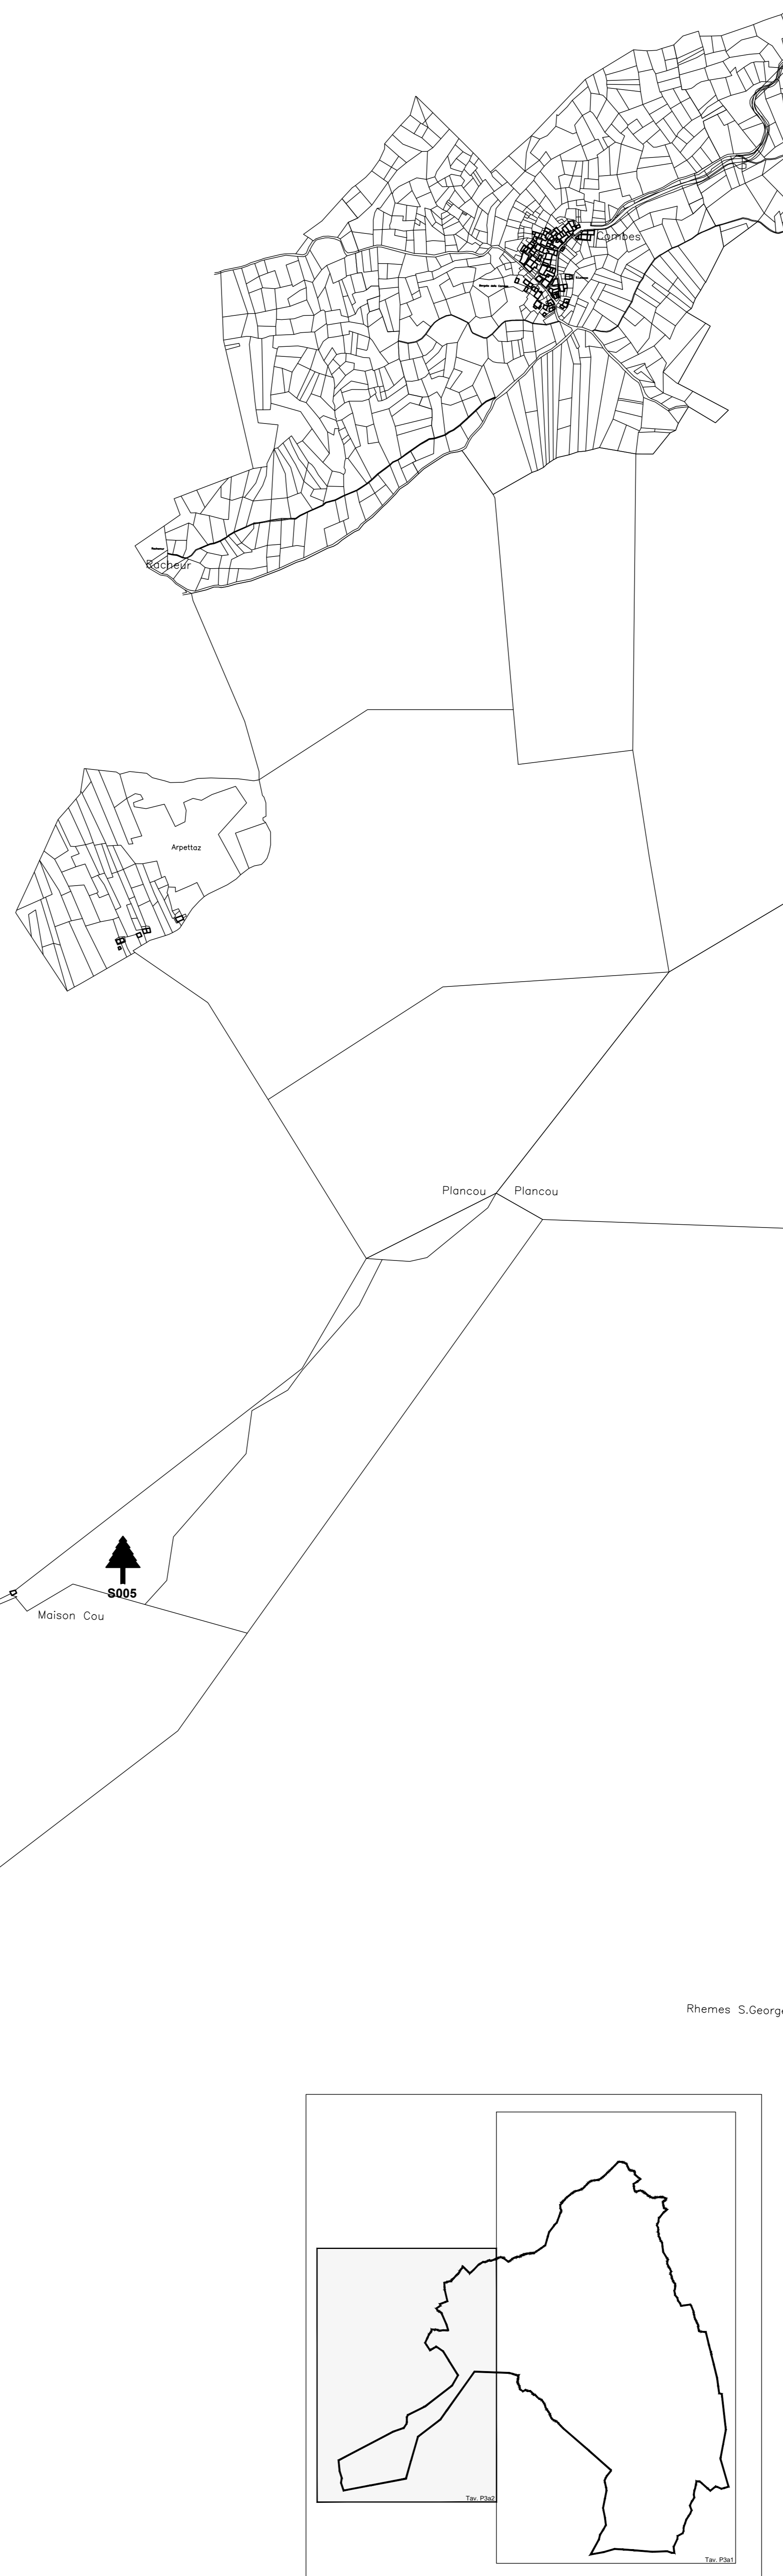 Combes
Bacheur
Arpettaz
Plancou Plancou
S005
Maison Cou
Rhemes S.George
Tav. P3a2
Tav. P3a1